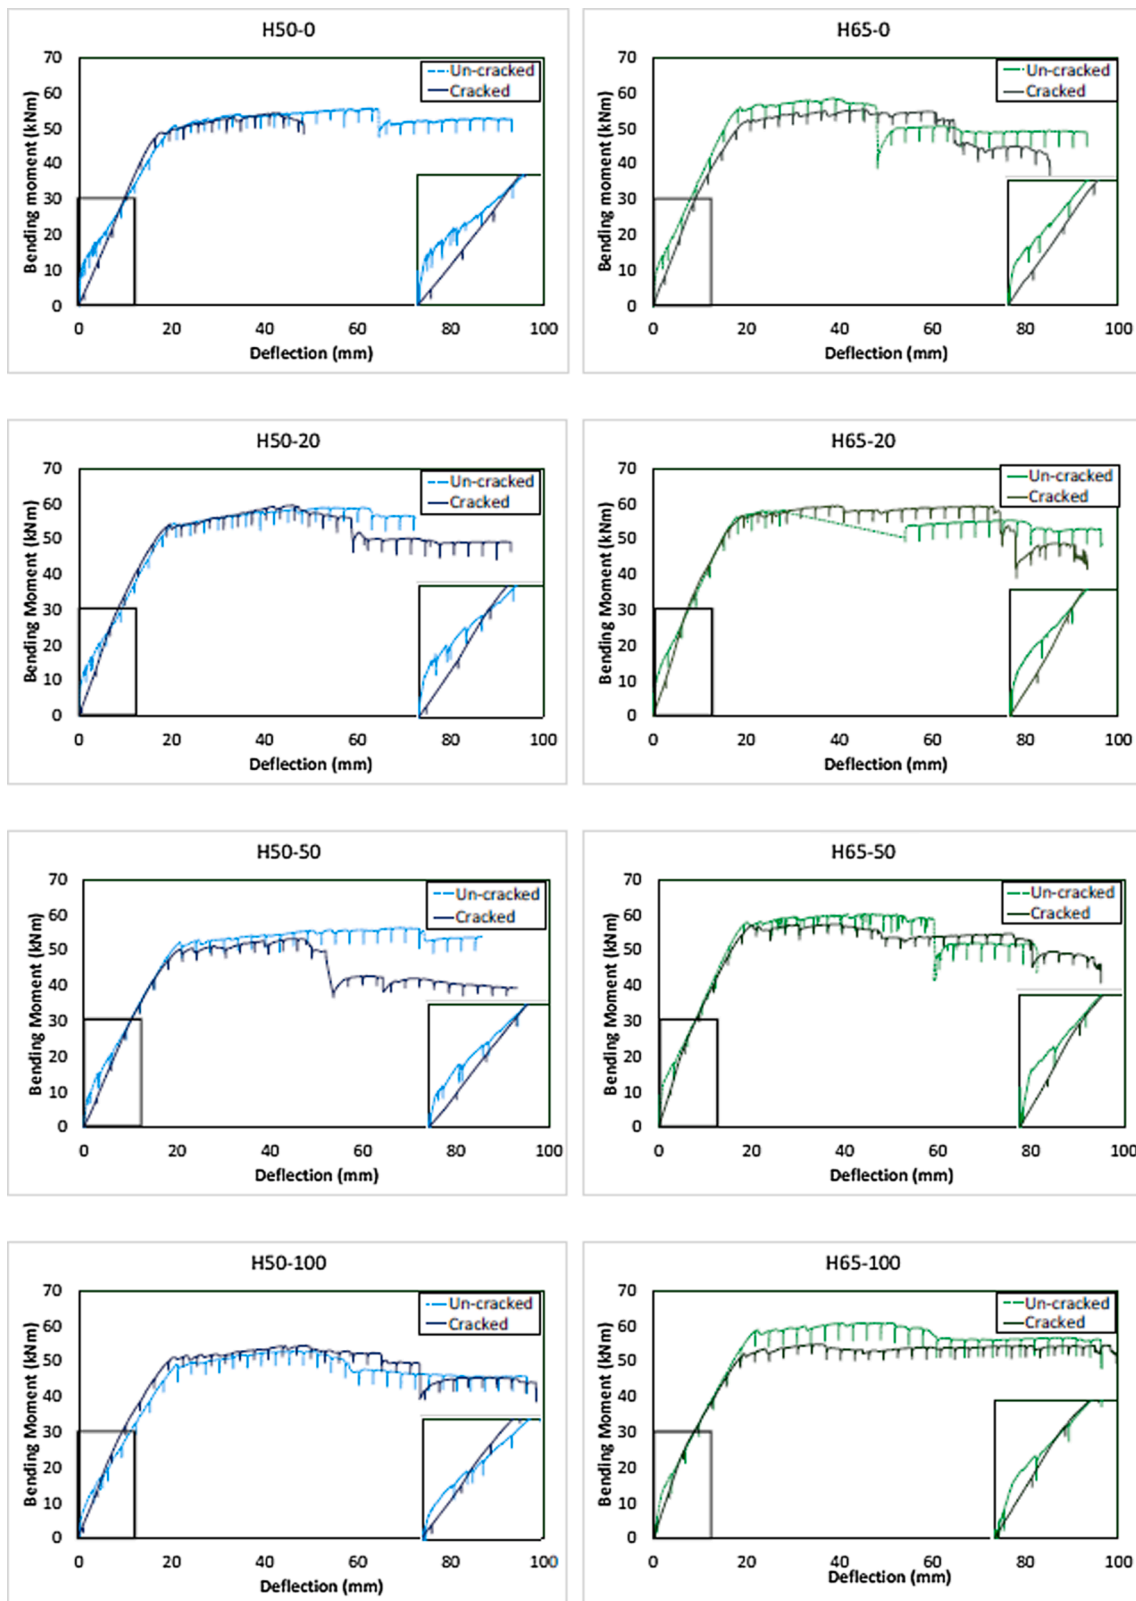 H50-0
Bending moment (kNm)
70
60
50
40
30
20
10
0
Un-cracked
Cracked
0 20 40 60 80 100
Deflection (mm)
H65-0
Bending moment (kNm)
70
60
50
40
30
20
10
0
Un-cracked
Cracked
0 20 40 60 80 100
Deflection (mm)
H50-20
Bending Moment (kNm)
70
60
50
40
30
20
10
0
Un-cracked
Cracked
0 20 40 60 80 100
Deflection (mm)
H65-20
Bending Moment (kNm)
70
60
50
40
30
20
10
0
Un-cracked
Cracked
0 20 40 60 80 100
Deflection (mm)
H50-50
Bending Moment (kNm)
70
60
50
40
30
20
10
0
Un-cracked
Cracked
0 20 40 60 80 100
Deflection (mm)
H65-50
Bending Moment (kNm)
70
60
50
40
30
20
10
0
Un-cracked
Cracked
0 20 40 60 80 100
Deflection (mm)
H50-100
Bending Moment (kNm)
70
60
50
40
30
20
10
0
Un-cracked
Cracked
0 20 40 60 80 100
Deflection (mm)
H65-100
Bending Moment (kNm)
70
60
50
40
30
20
10
0
Un-cracked
Cracked
0 20 40 60 80 100
Deflection (mm)